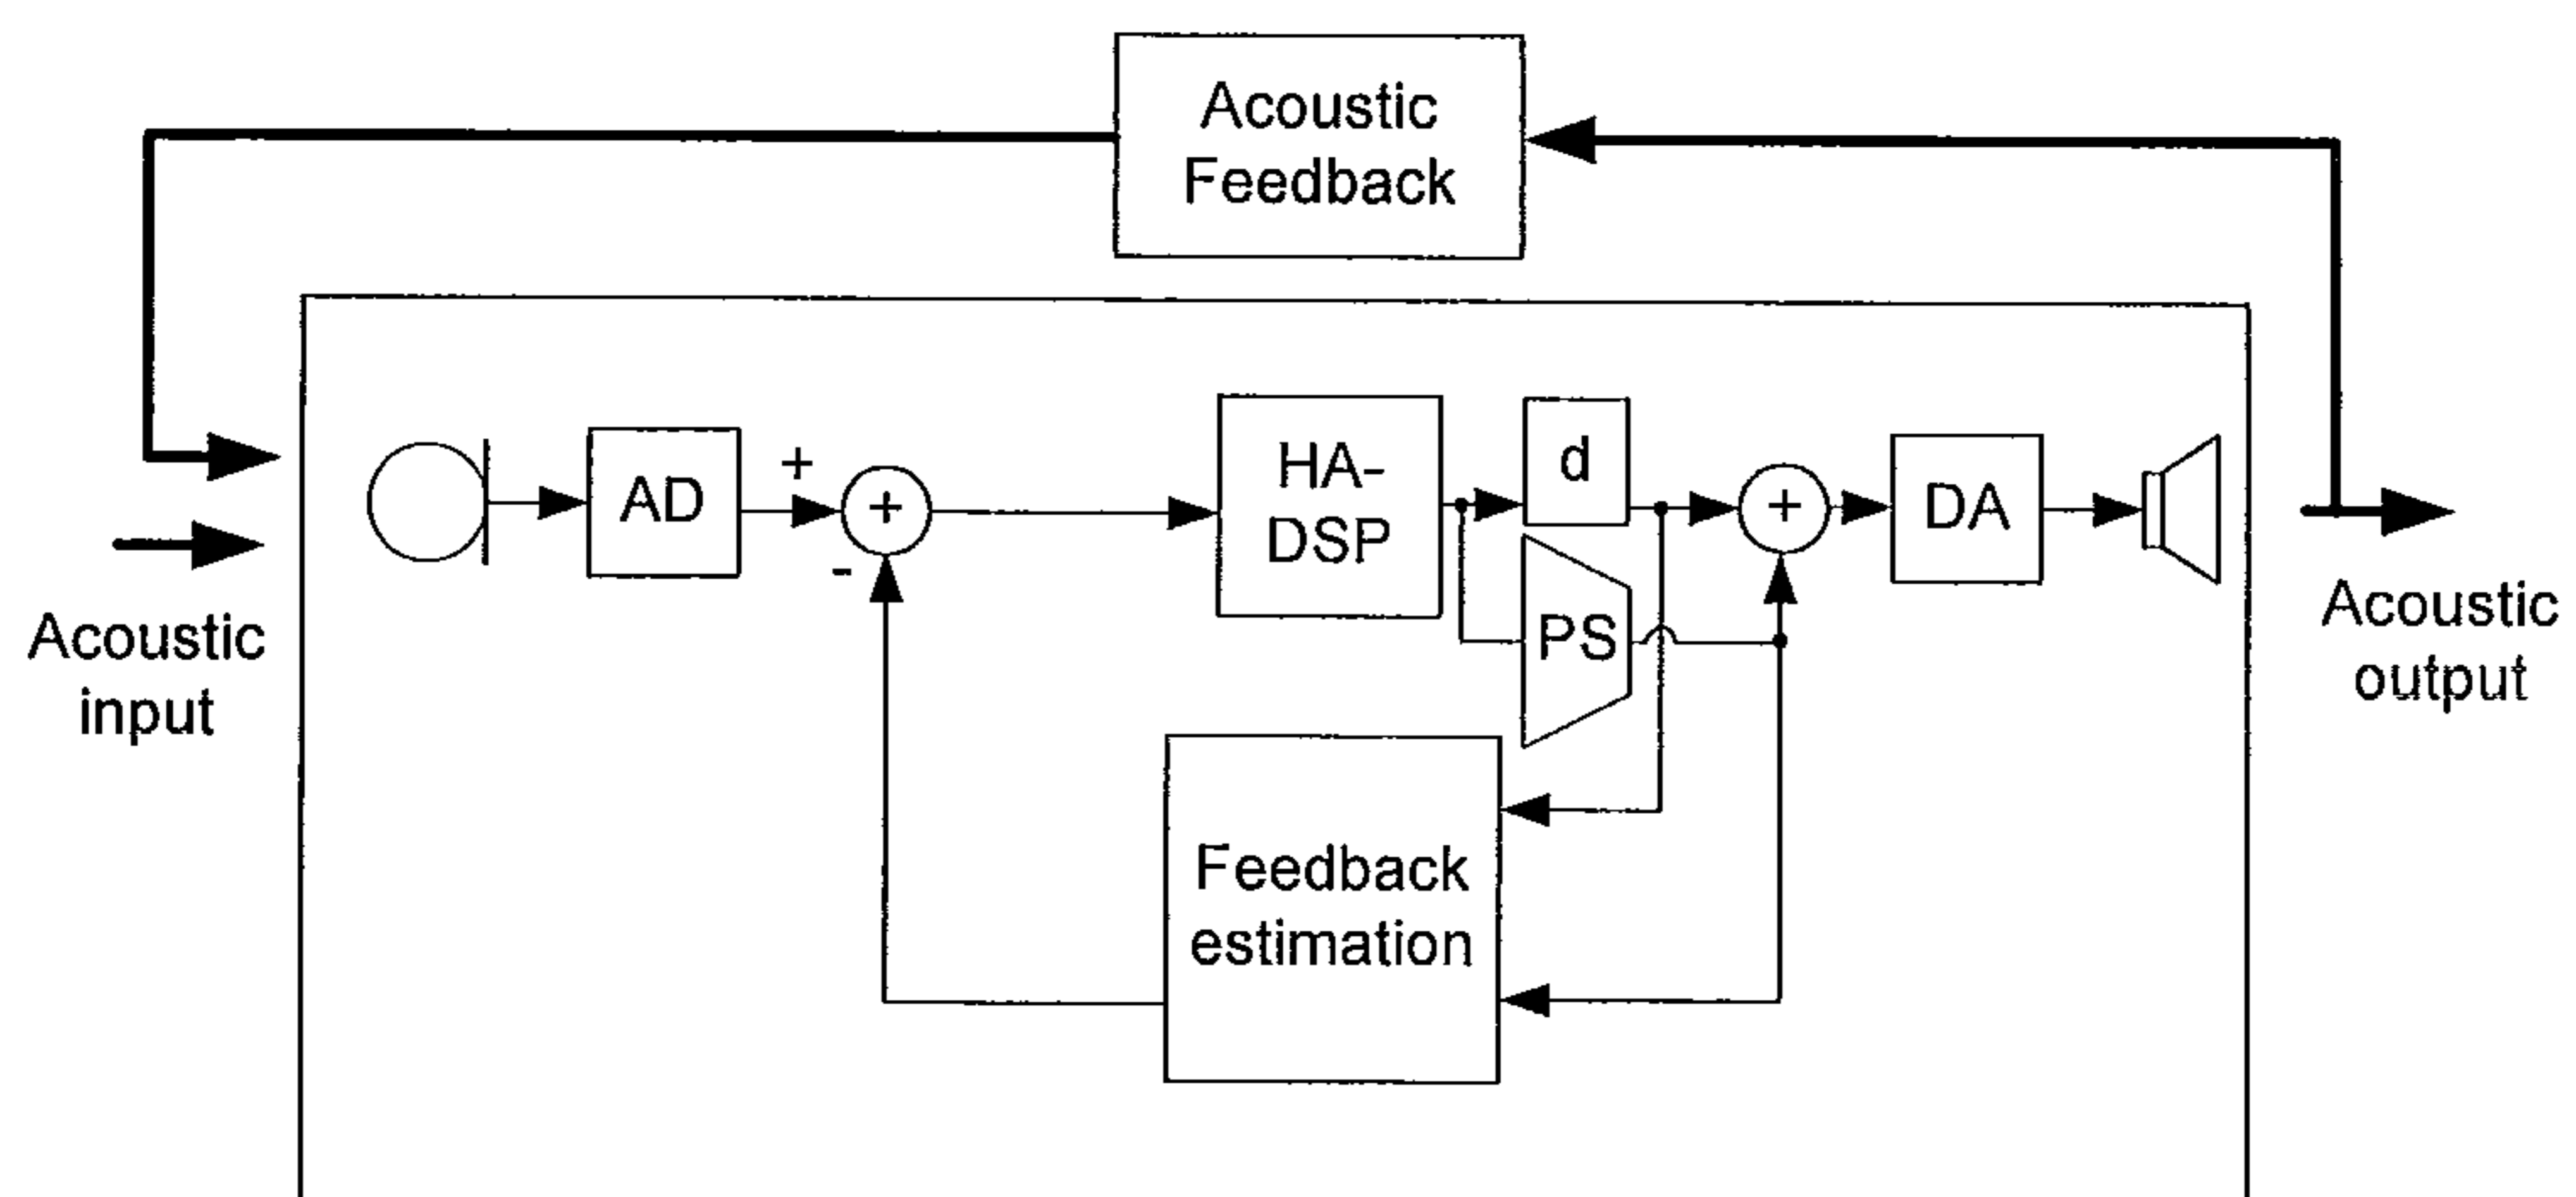 Acoustic
Feedback
AD
+
+
-
HA-
DSP
d
PS
+
DA
Acoustic
input
Acoustic
output
Feedback
estimation